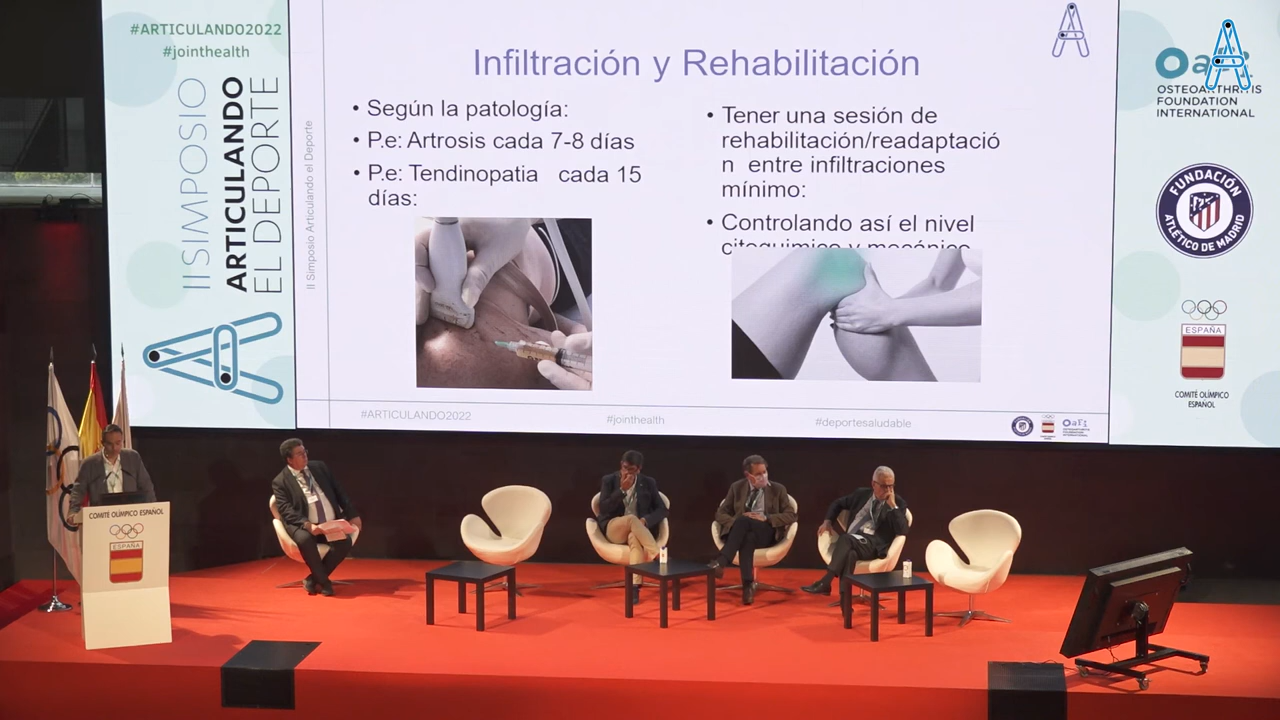 #ARTICULANDO2022
#jointhealth
II SIMPOSIO
ARTICULANDO
EL DEPORTE
II Simposio Articulando el Deporte
Infiltración y Rehabilitación
• Según la patología:
• P.e: Artrosis cada 7-8 días
• P.e: Tendinopatia cada 15
días:
• Tener una sesión de
rehabilitación/readaptació
n entre infiltraciones
mínimo:
• Controlando así el nivel
citoquimico y mecánico
#ARTICULANDO2022
#jointhealth
#deportesaludable
OSTEOARTHRITIS
FOUNDATION
INTERNATIONAL
FUNDACIÓN
ATLÉTICO DE MADRID
ESPAÑA
COMITÉ OLÍMPICO
ESPAÑOL
COMITÉ OLÍMPICO ESPAÑOL
ESPAÑA